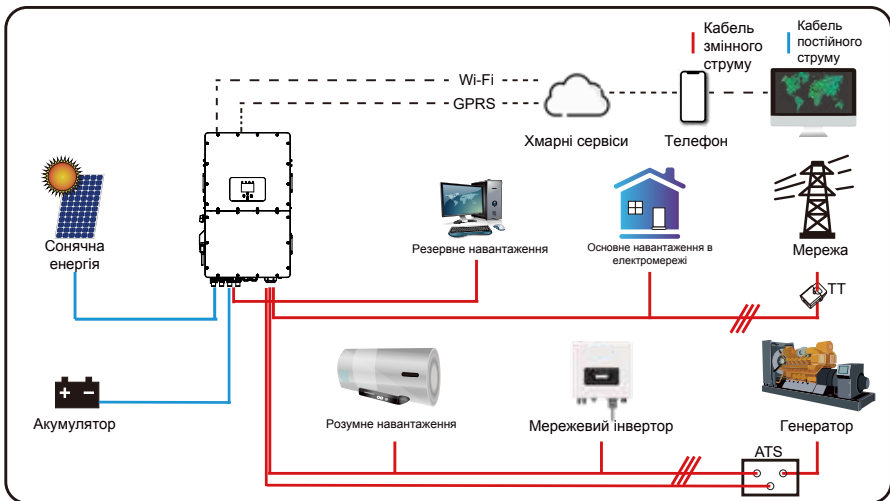 Кабель
змінного
струму
Кабель
постійного
струму
Wi-Fi
GPRS
Хмарні сервіси
Телефон
Сонячна
енергія
Резервне навантаження
Основне навантаження в
електромережі
Мережа
ТТ
Акумулятор
Розумне навантаження
Мережевий інвертор
Генератор
ATS